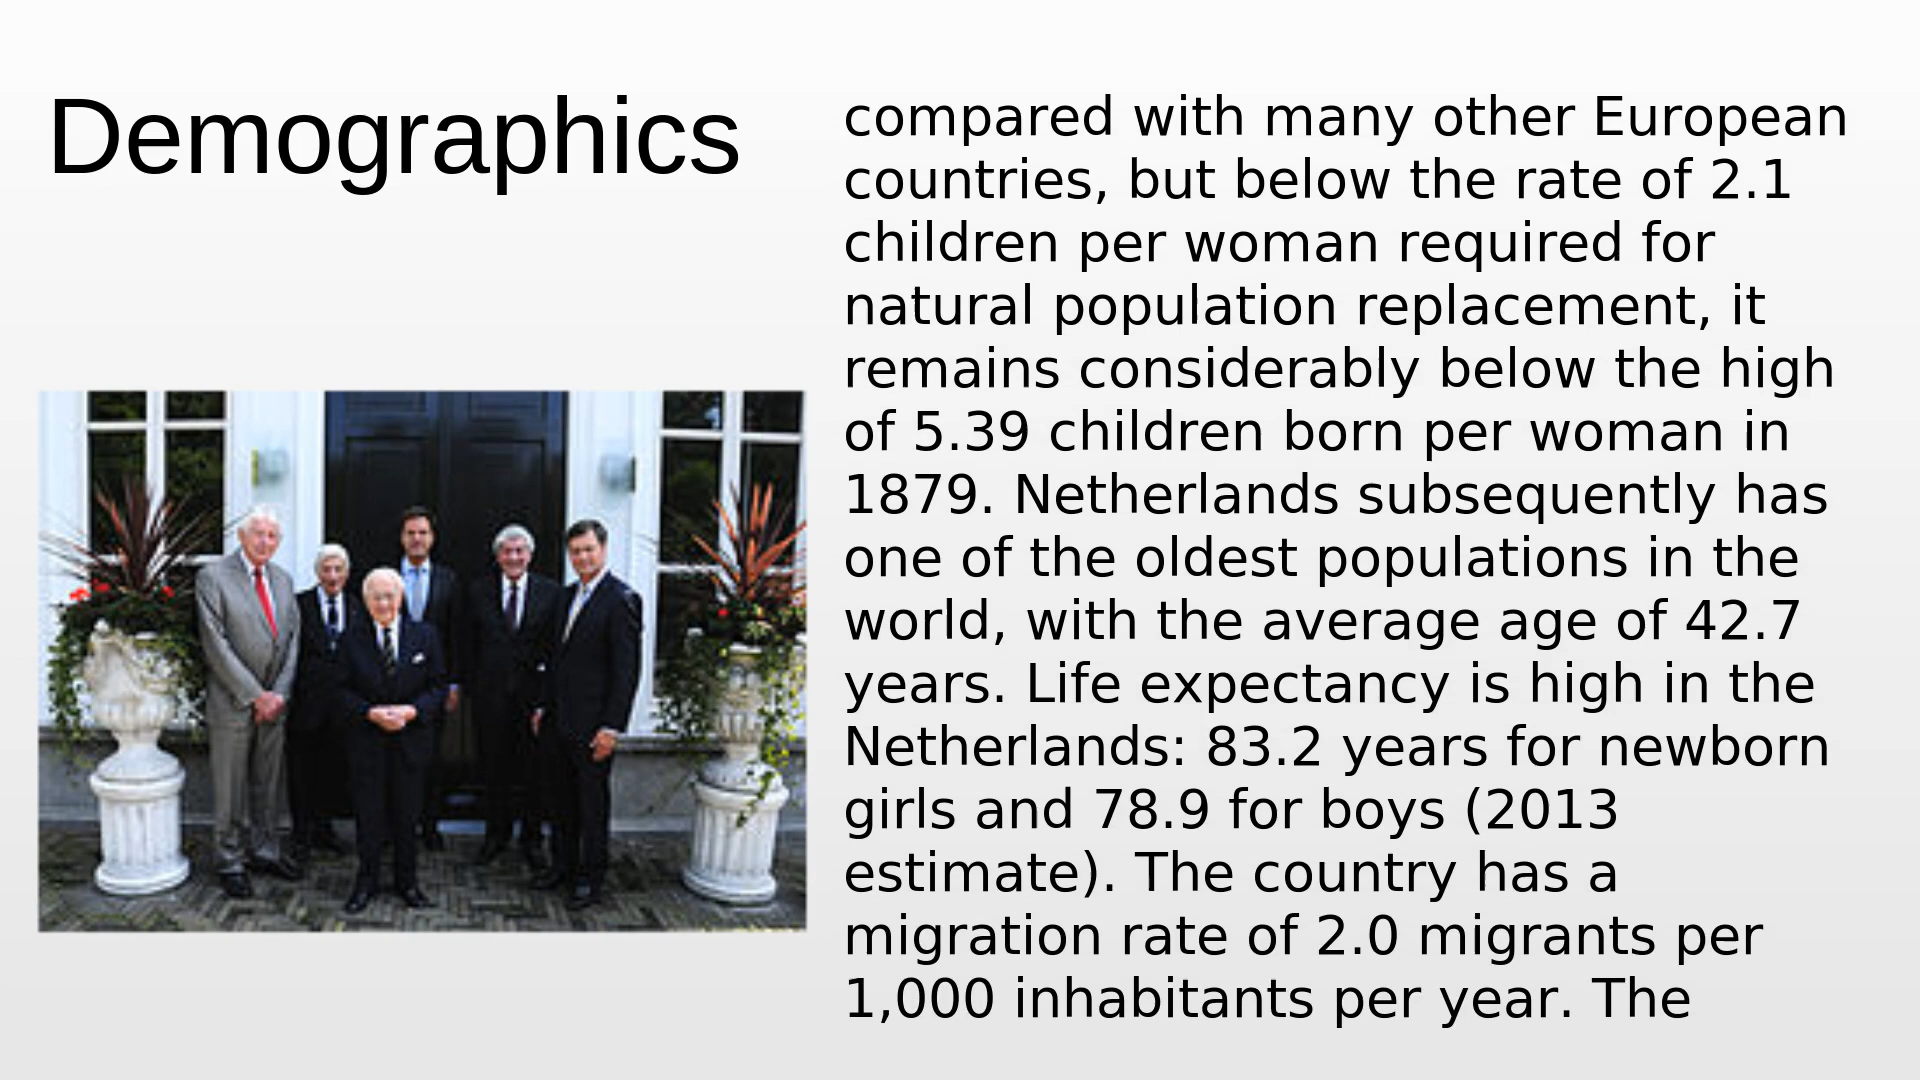 Demographics
compared with many other European
countries, but below the rate of 2.1
children per woman required for
natural population replacement, it
remains considerably below the high
of 5.39 children born per woman in
1879. Netherlands subsequently has
one of the oldest populations in the
world, with the average age of 42.7
years. Life expectancy is high in the
Netherlands: 83.2 years for newborn
girls and 78.9 for boys (2013
estimate). The country has a
migration rate of 2.0 migrants per
1,000 inhabitants per year. The